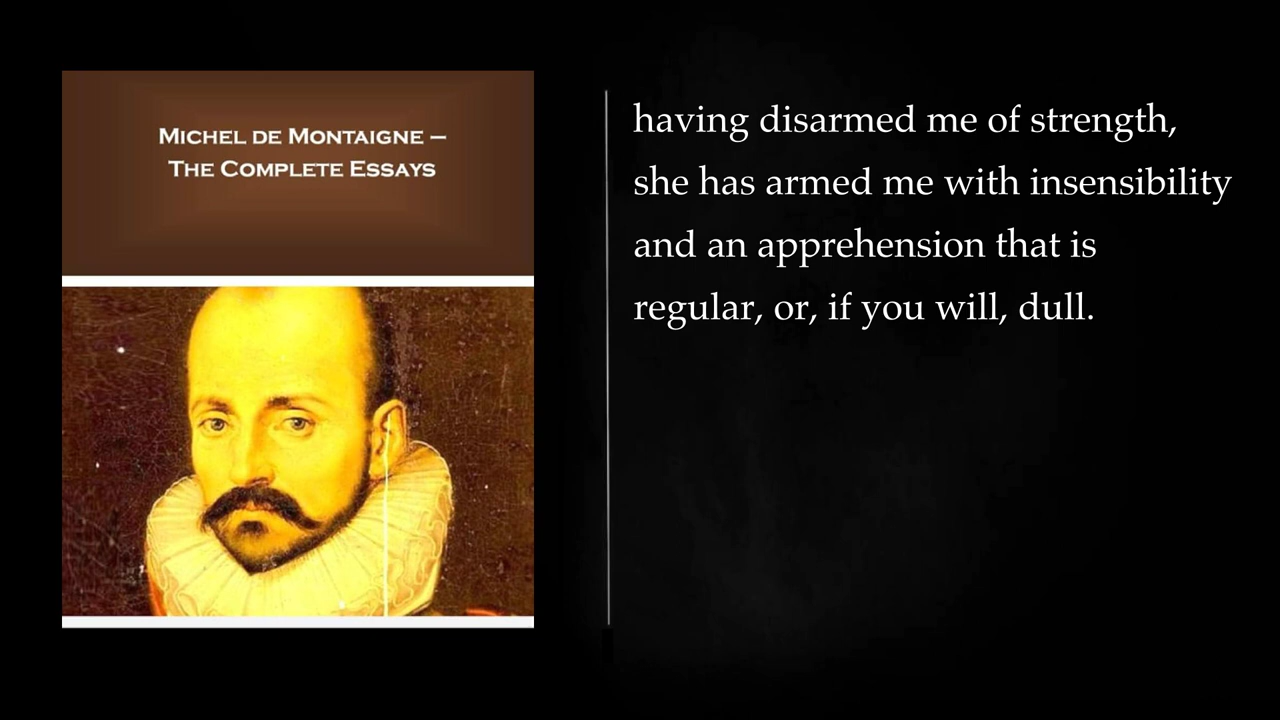 MICHEL DE MONTAIGNE –
THE COMPLETE ESSAYS
having disarmed me of strength,
she has armed me with insensibility
and an apprehension that is
regular, or, if you will, dull.